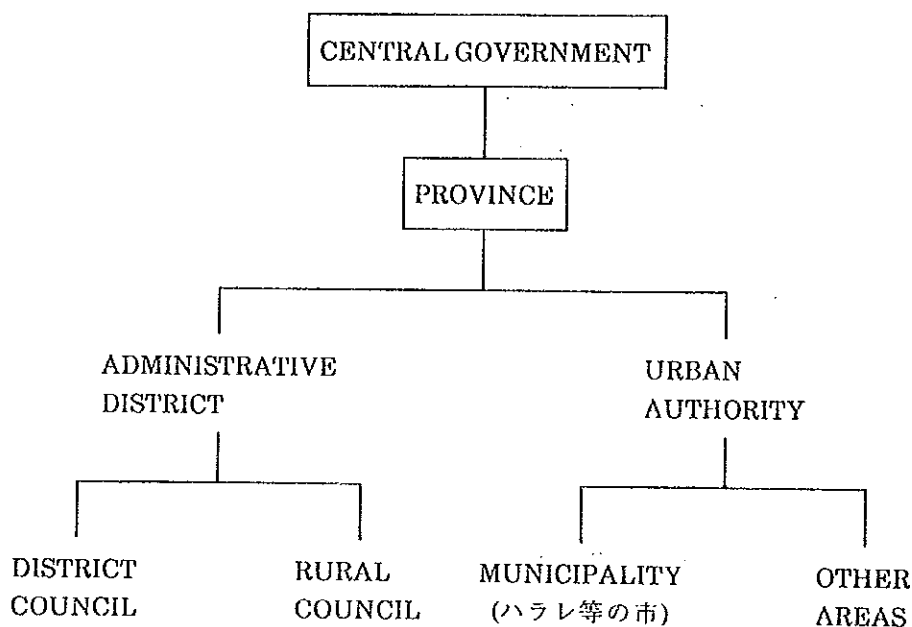 CENTRAL GOVERNMENT
PROVINCE
ADMINISTRATIVE
DISTRICT
URBAN
AUTHORITY
DISTRICT
COUNCIL
RURAL
COUNCIL
MUNICIPALITY
(ハラレ等の市)
OTHER
AREAS